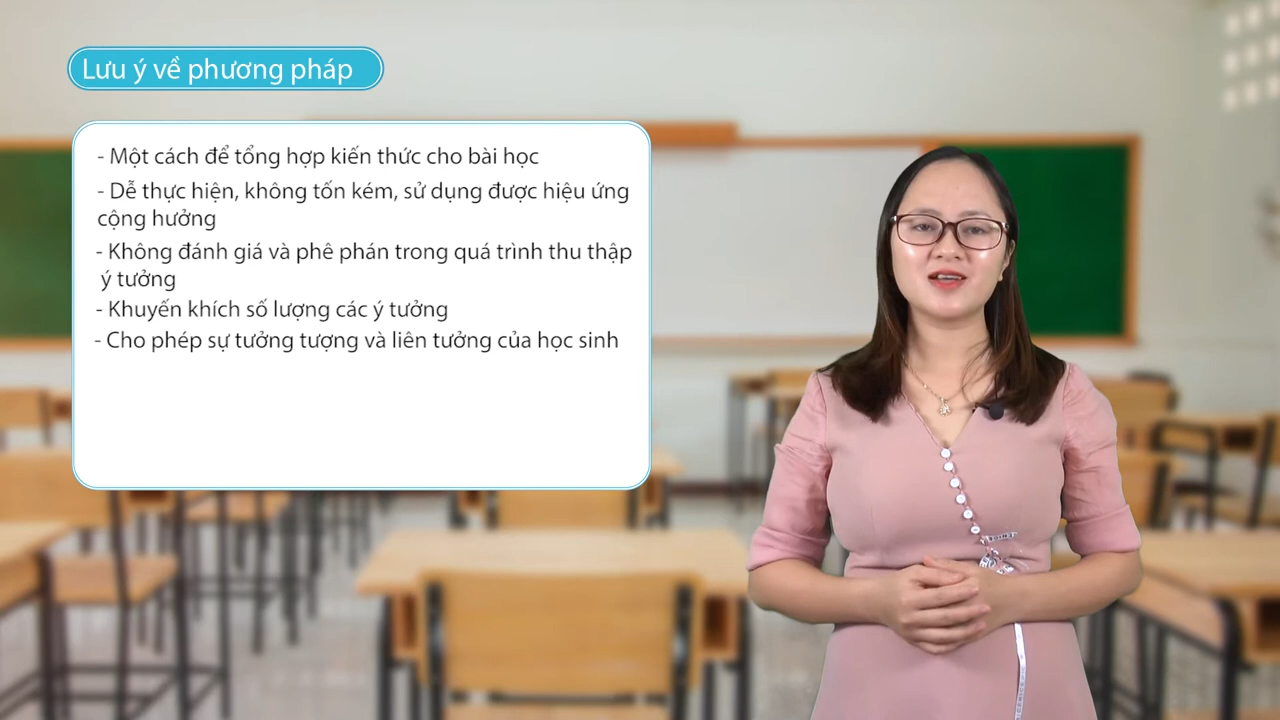 Lưu ý về phương pháp
- Một cách để tổng hợp kiến thức cho bài học
- Dễ thực hiện, không tốn kém, sử dụng được hiệu ứng
cộng hưởng
- Không đánh giá và phê phán trong quá trình thu thập
ý tưởng
- Khuyến khích số lượng các ý tưởng
- Cho phép sự tưởng tượng và liên tưởng của học sinh